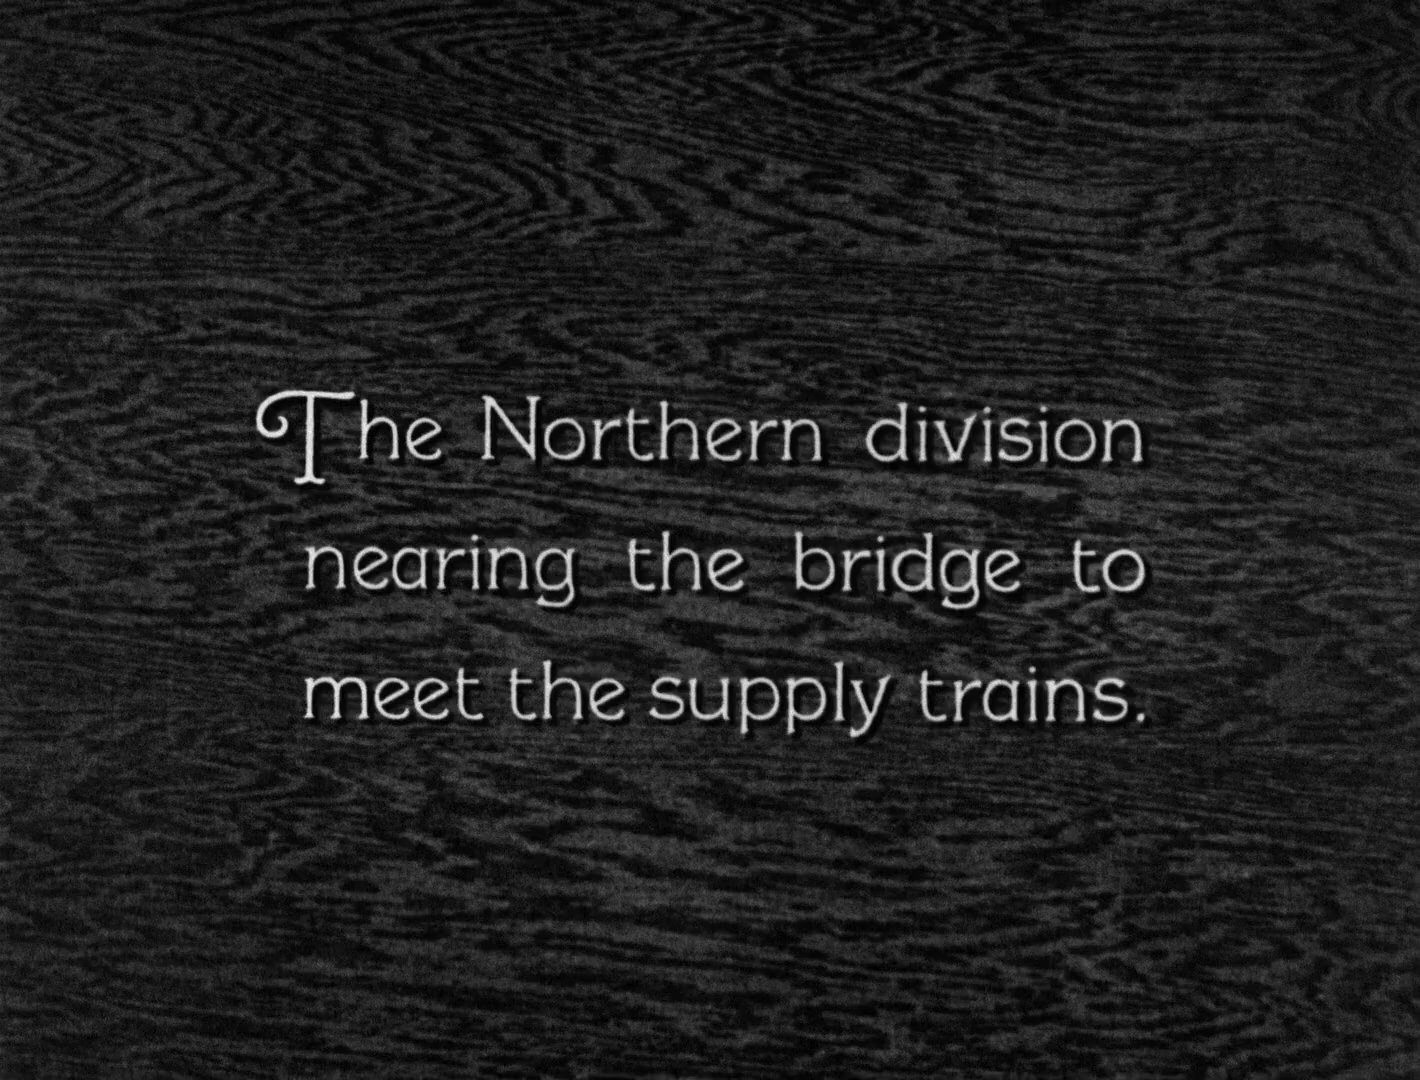 The Northern division
nearing the bridge to
meet the supply trains.